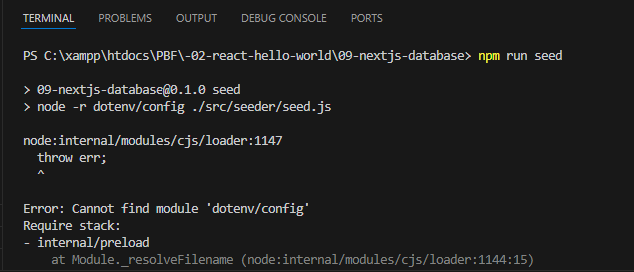 TERMINAL PROBLEMS OUTPUT DEBUG CONSOLE PORTS
PS C:\xampp\htdocs\PBF\-02-react-hello-world\09-nextjs-database> npm run seed
> 09-nextjs-database@0.1.0 seed
> node -r dotenv/config ./src/seeder/seed.js
node:internal/modules/cjs/loader:1147
  throw err;
  ^
Error: Cannot find module 'dotenv/config'
Require stack:
- internal/preload
    at Module._resolveFilename (node:internal/modules/cjs/loader:1144:15)